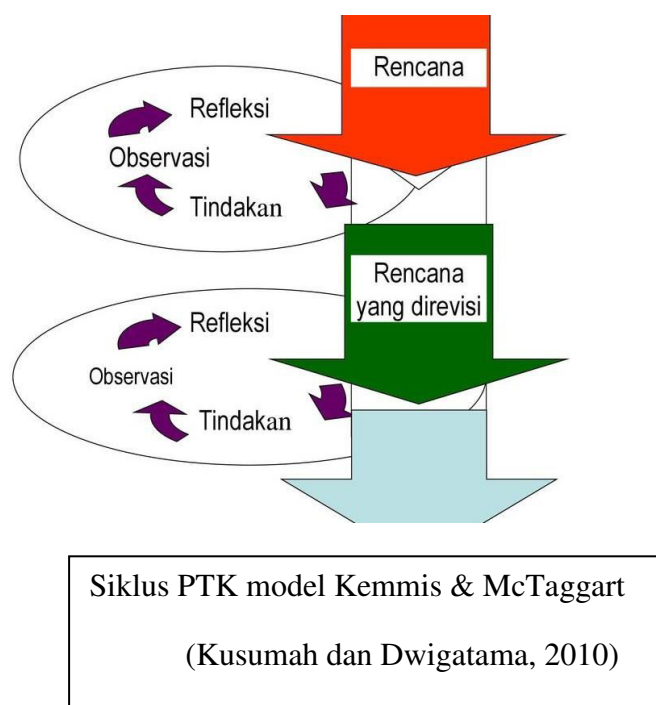 Rencana
Refleksi
Observasi
Tindakan
Rencana
yang direvisi
Refleksi
Observasi
Tindakan
Siklus PTK model Kemmis & McTaggart
(Kusumah dan Dwigatama, 2010)